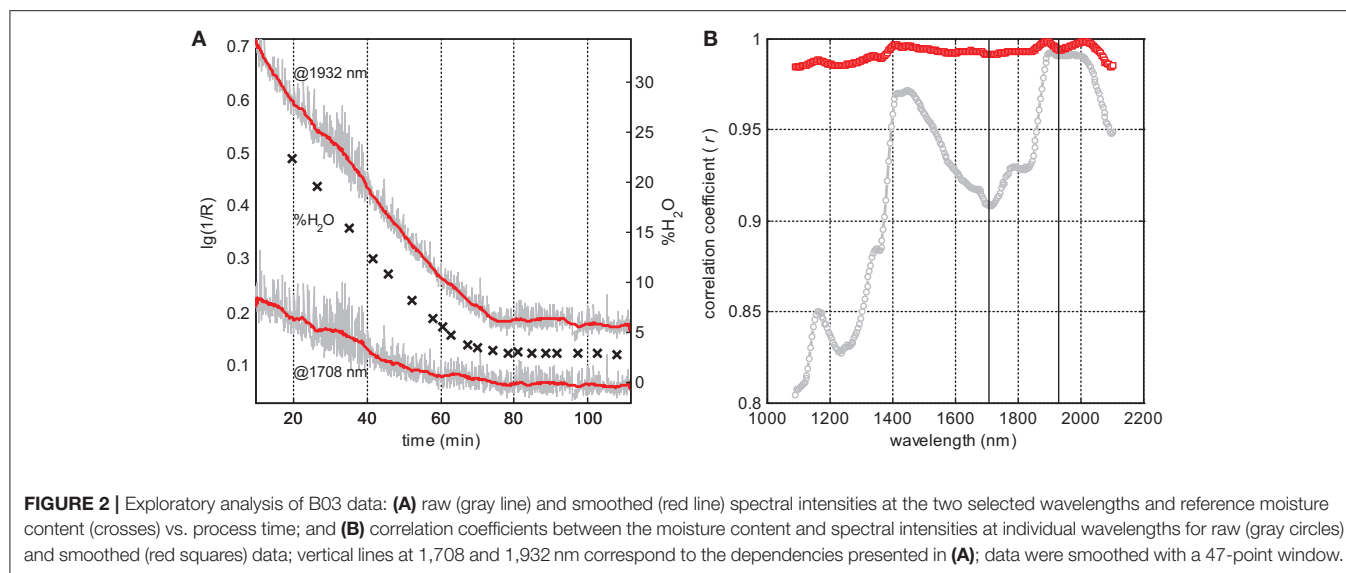 A
B
0.7
0.6
0.5
0.4
0.3
0.2
0.1
lg(1/R)
@1932 nm
%H2O
@1708 nm
30
25
20
15
10
5
0
%H2O
20 40 60 80 100
time (min)
1
0.95
0.9
0.85
0.8
correlation coefficient ( r )
1000 1200 1400 1600 1800 2000 2200
wavelength (nm)
FIGURE 2 | Exploratory analysis of B03 data: (A) raw (gray line) and smoothed (red line) spectral intensities at the two selected wavelengths and reference moisture
content (crosses) vs. process time; and (B) correlation coefficients between the moisture content and spectral intensities at individual wavelengths for raw (gray circles)
and smoothed (red squares) data; vertical lines at 1,708 and 1,932 nm correspond to the dependencies presented in (A); data were smoothed with a 47-point window.